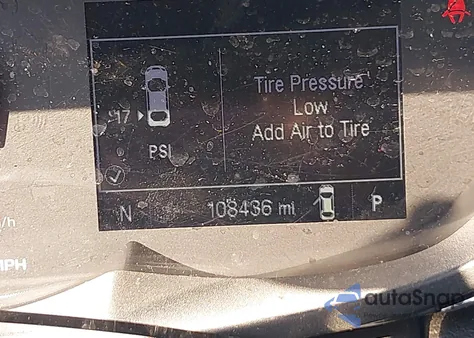 Tire Pressure
Low
Add Air to Tire
17
PSI
N 108436 mi P
/h
MPH
autoSnap